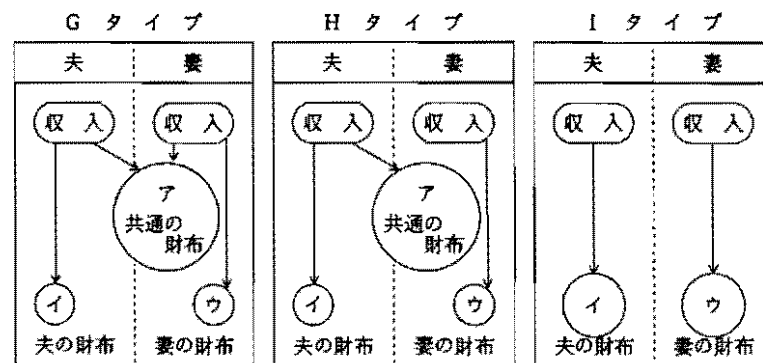 Gタイプ
夫 妻
収入 収入
ア
共通の
財布
イ ウ
夫の財布 妻の財布
Hタイプ
夫 妻
収入 収入
ア
共通の
財布
イ ウ
夫の財布 妻の財布
Iタイプ
夫 妻
収入 収入
イ ウ
夫の財布 妻の財布